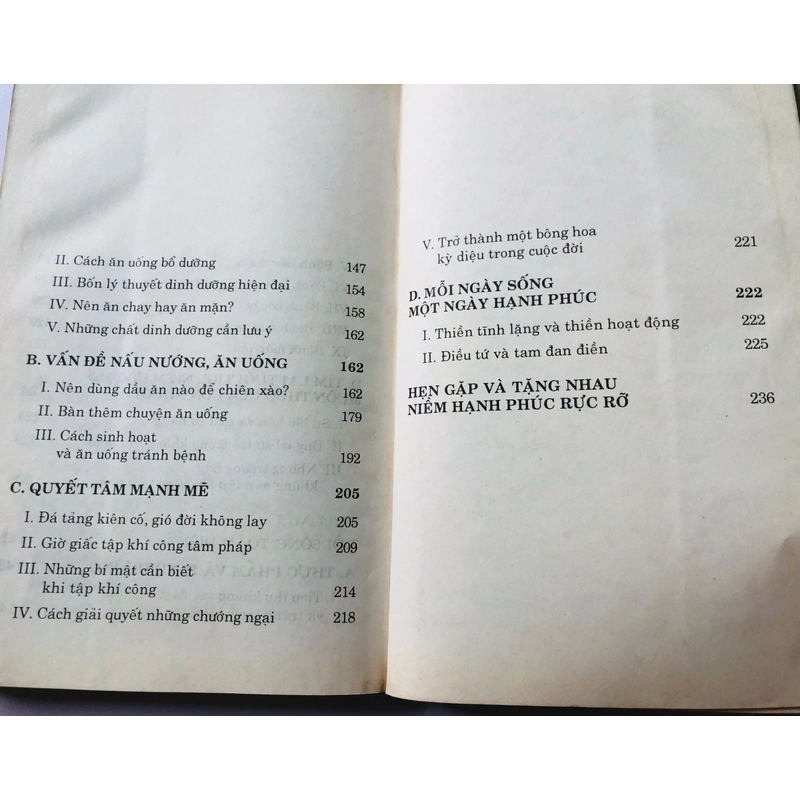 II. Cách ăn uống bổ dưỡng 147
III. Bốn lý thuyết dinh dưỡng hiện đại 154
IV. Nên ăn chay hay ăn mặn? 158
V. Những chất dinh dưỡng cần lưu ý 162
B. VẤN ĐỀ NẤU NƯỚNG, ĂN UỐNG 162
I. Nên dùng dầu ăn nào để chiên xào? 162
II. Bàn thêm chuyện ăn uống 179
III. Cách sinh hoạt
và ăn uống tránh bệnh 192
C. QUYẾT TÂM MẠNH MẼ 205
I. Đá tảng kiên cố, gió đời không lay 205
II. Giờ giấc tập khí công tâm pháp 209
III. Những bí mật cần biết
khi tập khí công 214
IV. Cách giải quyết những chướng ngại 218
V. Trở thành một bông hoa
kỳ diệu trong cuộc đời 221
D. MỖI NGÀY SỐNG
MỘT NGÀY HẠNH PHÚC 222
I. Thiền tĩnh lặng và thiền hoạt động 222
II. Điều tứ và tam đan điền 225
HẸN GẶP VÀ TẶNG NHAU
NIỀM HẠNH PHÚC RỰC RỠ 236